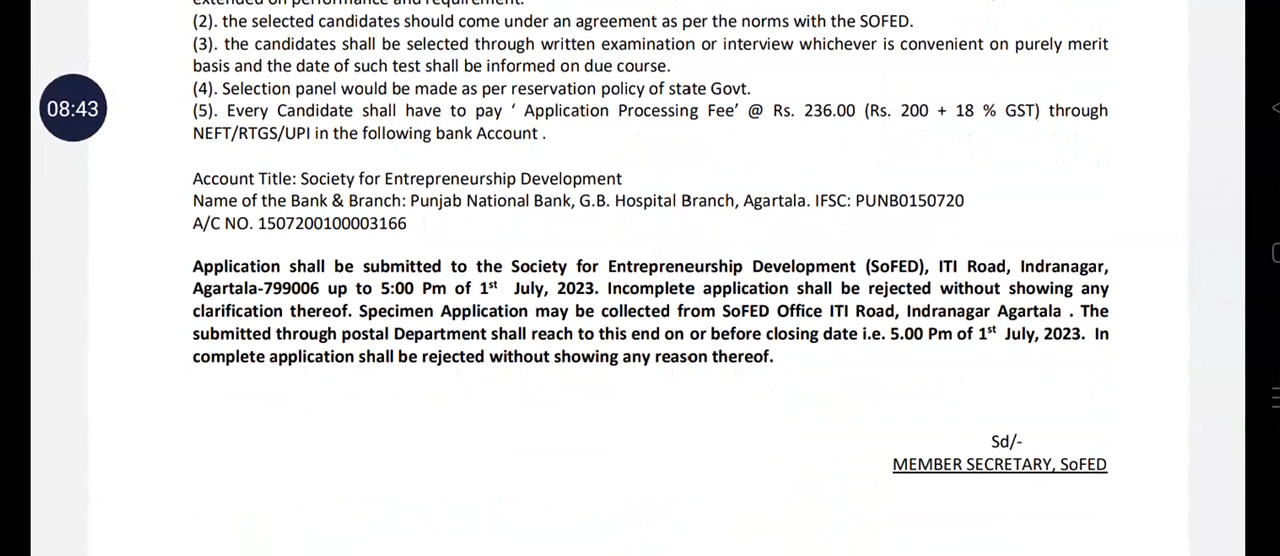 extended on performance and requirement.
(2). the selected candidates should come under an agreement as per the norms with the SOFED.
(3). the candidates shall be selected through written examination or interview whichever is convenient on purely merit
basis and the date of such test shall be informed on due course.
(4). Selection panel would be made as per reservation policy of state Govt.
08:43
(5). Every Candidate shall have to pay ‘ Application Processing Fee’ @ Rs. 236.00 (Rs. 200 + 18 % GST) through
NEFT/RTGS/UPI in the following bank Account .
Account Title: Society for Entrepreneurship Development
Name of the Bank & Branch: Punjab National Bank, G.B. Hospital Branch, Agartala. IFSC: PUNB0150720
A/C NO. 1507200100003166
Application shall be submitted to the Society for Entrepreneurship Development (SoFED), ITI Road, Indranagar,
Agartala-799006 up to 5:00 Pm of 1st July, 2023. Incomplete application shall be rejected without showing any
clarification thereof. Specimen Application may be collected from SoFED Office ITI Road, Indranagar Agartala . The
submitted through postal Department shall reach to this end on or before closing date i.e. 5.00 Pm of 1st July, 2023. In
complete application shall be rejected without showing any reason thereof.
Sd/-
MEMBER SECRETARY, SoFED